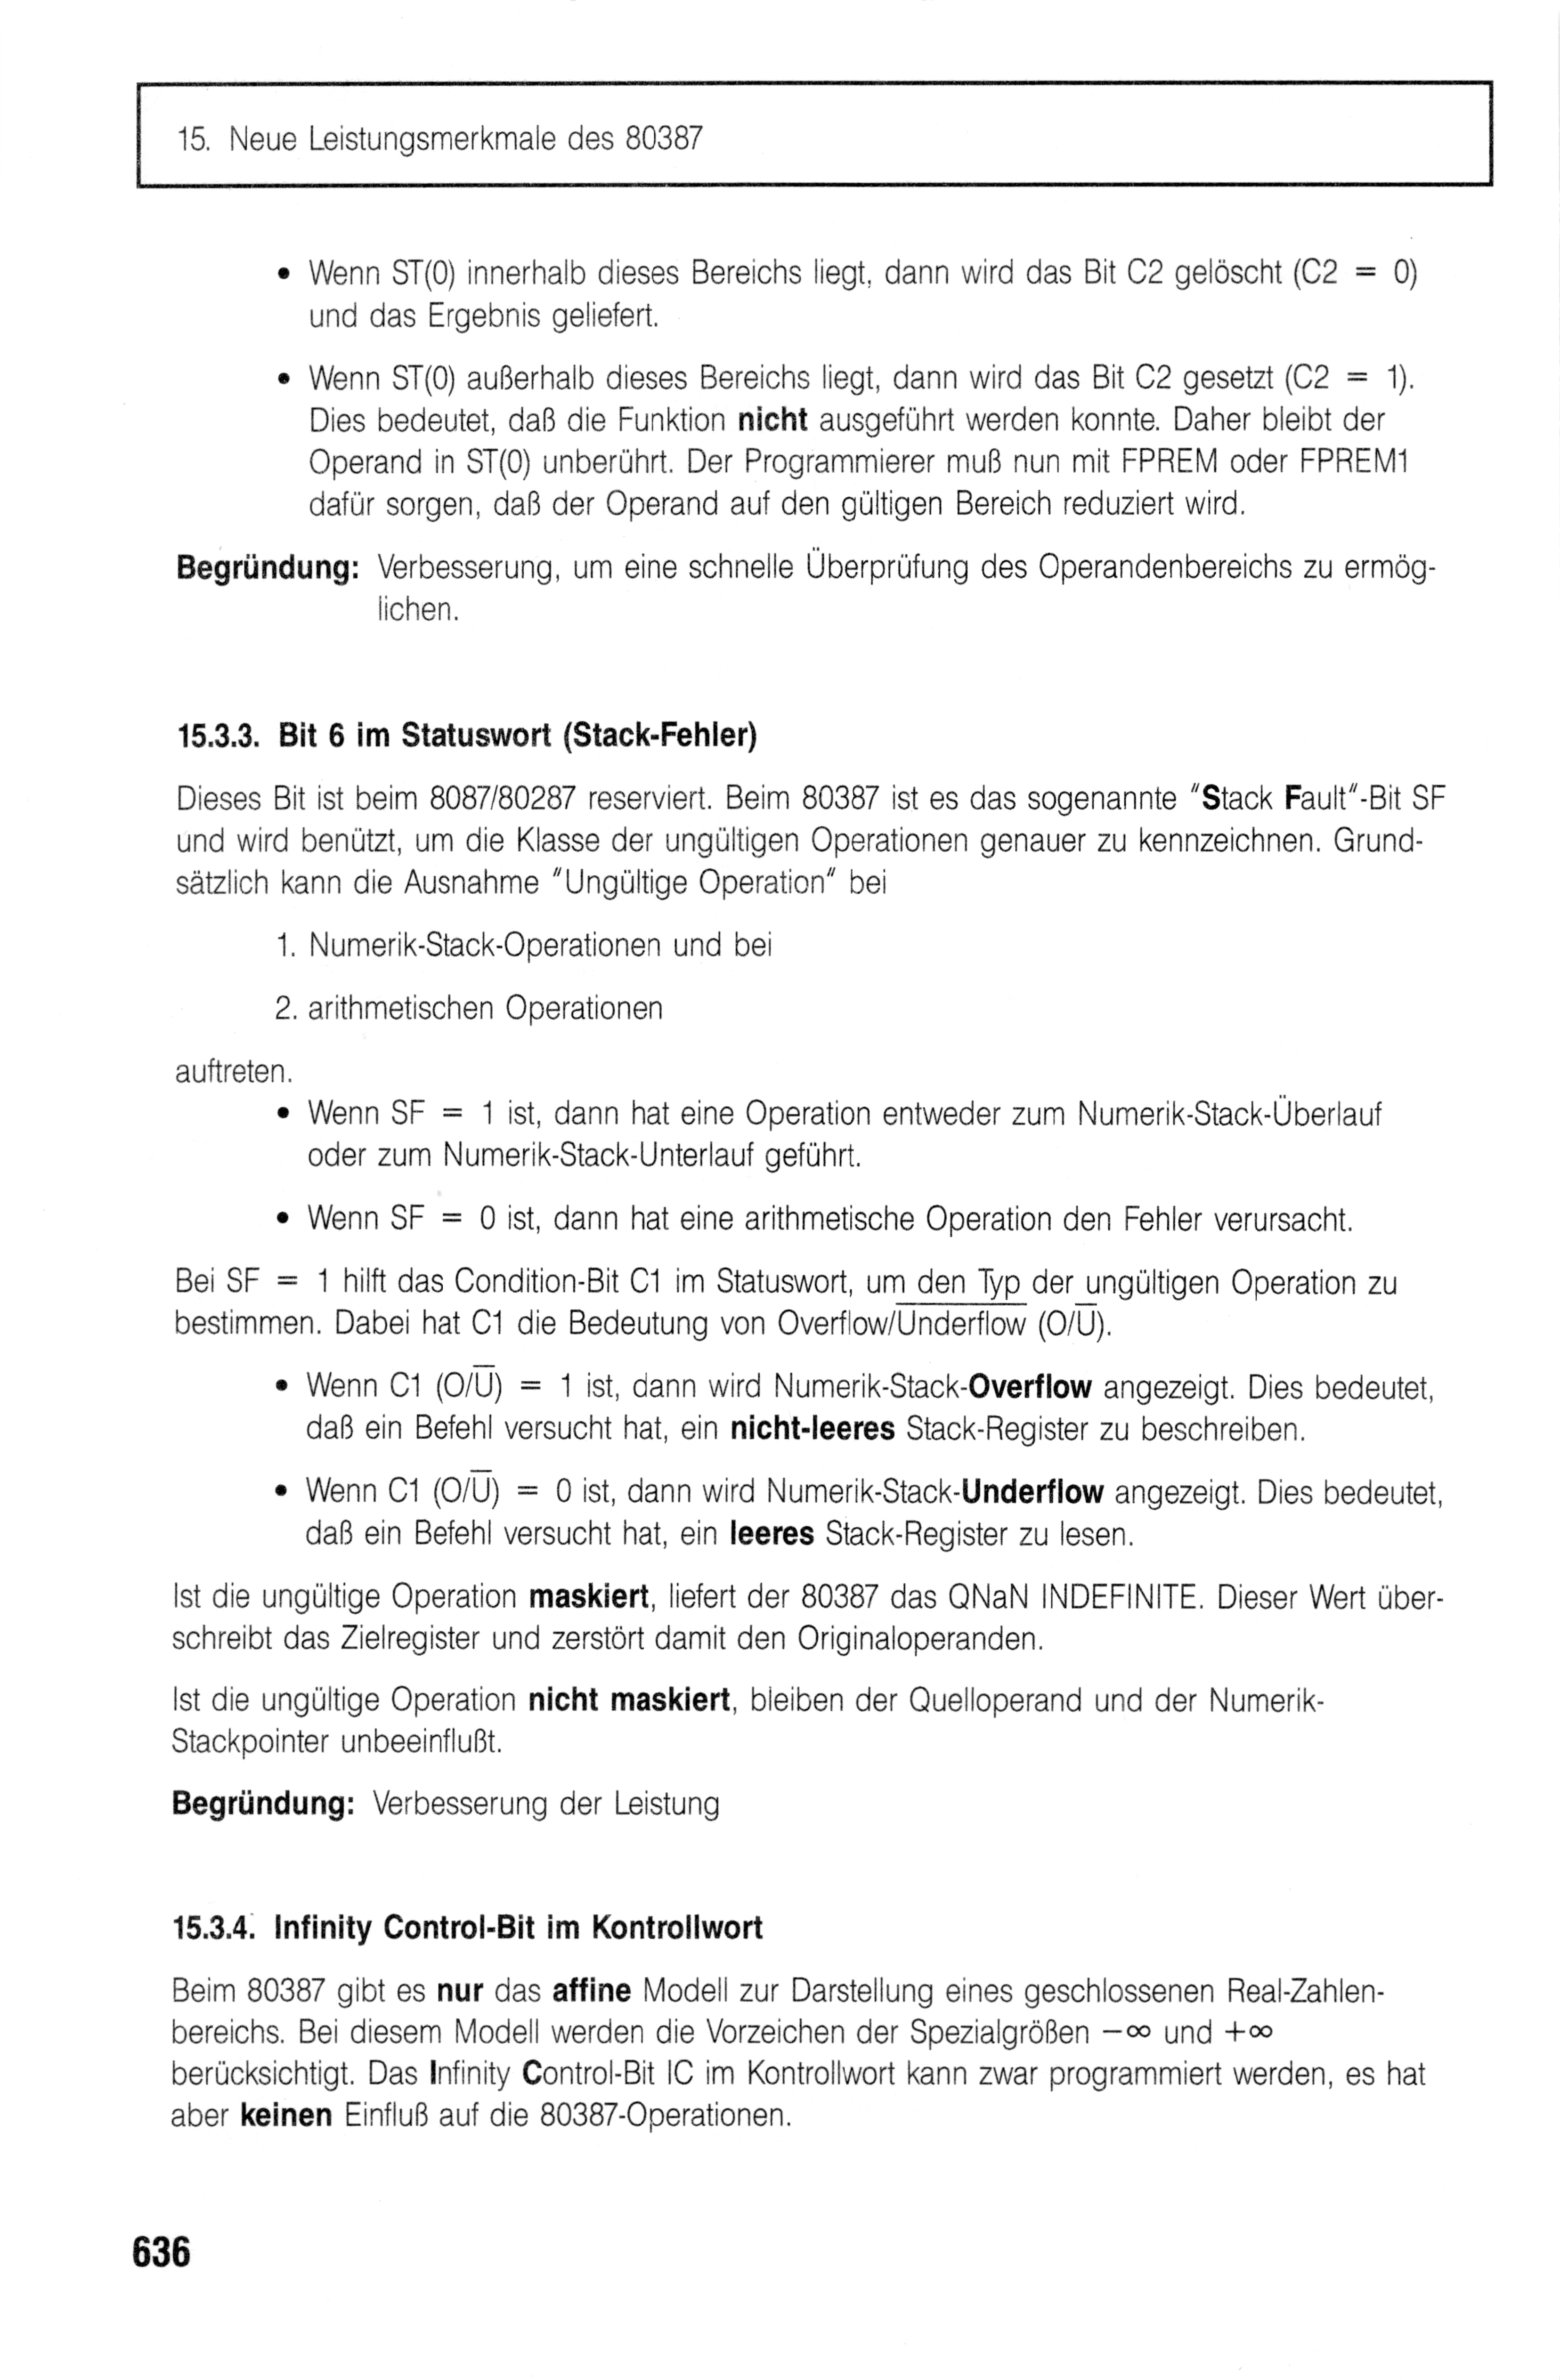 15. Neue Leistungsmerkmale des 80387
• Wenn ST(0) innerhalb dieses Bereichs liegt, dann wird das Bit C2 gelöscht (C2 = 0)
und das Ergebnis geliefert.
• Wenn ST(0) außerhalb dieses Bereichs liegt, dann wird das Bit C2 gesetzt (C2 = 1).
Dies bedeutet, daß die Funktion nicht ausgeführt werden konnte. Daher bleibt der
Operand in ST(0) unberührt. Der Programmierer muß nun mit FPREM oder FPREM1
dafür sorgen, daß der Operand auf den gültigen Bereich reduziert wird.
Begründung: Verbesserung, um eine schnelle Überprüfung des Operandenbereichs zu ermög-
lichen.
15.3.3. Bit 6 im Statuswort (Stack-Fehler)
Dieses Bit ist beim 8087/80287 reserviert. Beim 80387 ist es das sogenannte "Stack Fault"-Bit SF
und wird benützt, um die Klasse der ungültigen Operationen genauer zu kennzeichnen. Grund-
sätzlich kann die Ausnahme "Ungültige Operation" bei
1. Numerik-Stack-Operationen und bei
2. arithmetischen Operationen
auftreten.
• Wenn SF = 1 ist, dann hat eine Operation entweder zum Numerik-Stack-Überlauf
oder zum Numerik-Stack-Unterlauf geführt.
• Wenn SF = 0 ist, dann hat eine arithmetische Operation den Fehler verursacht.
Bei SF = 1 hilft das Condition-Bit C1 im Statuswort, um den Typ der ungültigen Operation zu
bestimmen. Dabei hat C1 die Bedeutung von Overflow/U̅n̅d̅e̅r̅f̅l̅o̅w̅ (O/U̅).
• Wenn C1 (O/U̅) = 1 ist, dann wird Numerik-Stack-Overflow angezeigt. Dies bedeutet,
daß ein Befehl versucht hat, ein nicht-leeres Stack-Register zu beschreiben.
• Wenn C1 (O/U̅) = 0 ist, dann wird Numerik-Stack-Underflow angezeigt. Dies bedeutet,
daß ein Befehl versucht hat, ein leeres Stack-Register zu lesen.
Ist die ungültige Operation maskiert, liefert der 80387 das QNaN INDEFINITE. Dieser Wert über-
schreibt das Zielregister und zerstört damit den Originaloperanden.
Ist die ungültige Operation nicht maskiert, bleiben der Quelloperand und der Numerik-
Stackpointer unbeeinflußt.
Begründung: Verbesserung der Leistung
15.3.4. Infinity Control-Bit im Kontrollwort
Beim 80387 gibt es nur das affine Modell zur Darstellung eines geschlossenen Real-Zahlen-
bereichs. Bei diesem Modell werden die Vorzeichen der Spezialgrößen −∞ und +∞
berücksichtigt. Das Infinity Control-Bit IC im Kontrollwort kann zwar programmiert werden, es hat
aber keinen Einfluß auf die 80387-Operationen.
636